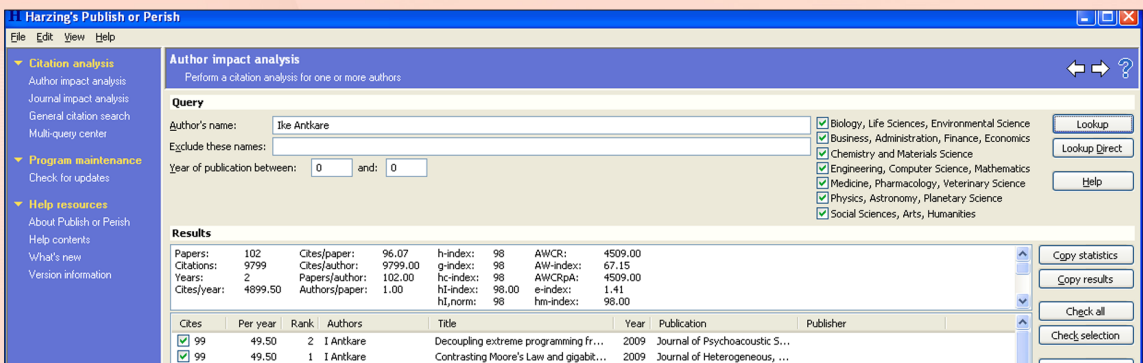 Harzing's Publish or Perish
File Edit View Help
Citation analysis
Author impact analysis
Journal impact analysis
General citation search
Multi-query center
Program maintenance
Check for updates
Help resources
About Publish or Perish
Help contents
What's new
Version information
Author impact analysis
Perform a citation analysis for one or more authors
Query
Author's name: Ike Antkare
Exclude these names:
Year of publication between: 0 and: 0
Biology, Life Sciences, Environmental Science
Business, Administration, Finance, Economics
Chemistry and Materials Science
Engineering, Computer Science, Mathematics
Medicine, Pharmacology, Veterinary Science
Physics, Astronomy, Planetary Science
Social Sciences, Arts, Humanities
Lookup
Lookup Direct
Help
Results
Papers: 102 Cites/paper: 96.07 h-index: 98 AWCR: 4509.00
Citations: 9799 Cites/author: 9799.00 g-index: 98 AW-index: 67.15
Years: 2 Papers/author: 102.00 hc-index: 98 AWCRpA: 4509.00
Cites/year: 4899.50 Authors/paper: 1.00 hI-index: 98.00 e-index: 1.41
hI,norm: 98 hm-index: 98.00
Copy statistics
Copy results
Check all
Check selection
Cites Per year Rank Authors Title Year Publication Publisher
99 49.50 2 I Antkare Decoupling extreme programming fr... 2009 Journal of Psychoacoustic S...
99 49.50 1 I Antkare Contrasting Moore's Law and gigabit... 2009 Journal of Heterogeneous, ...